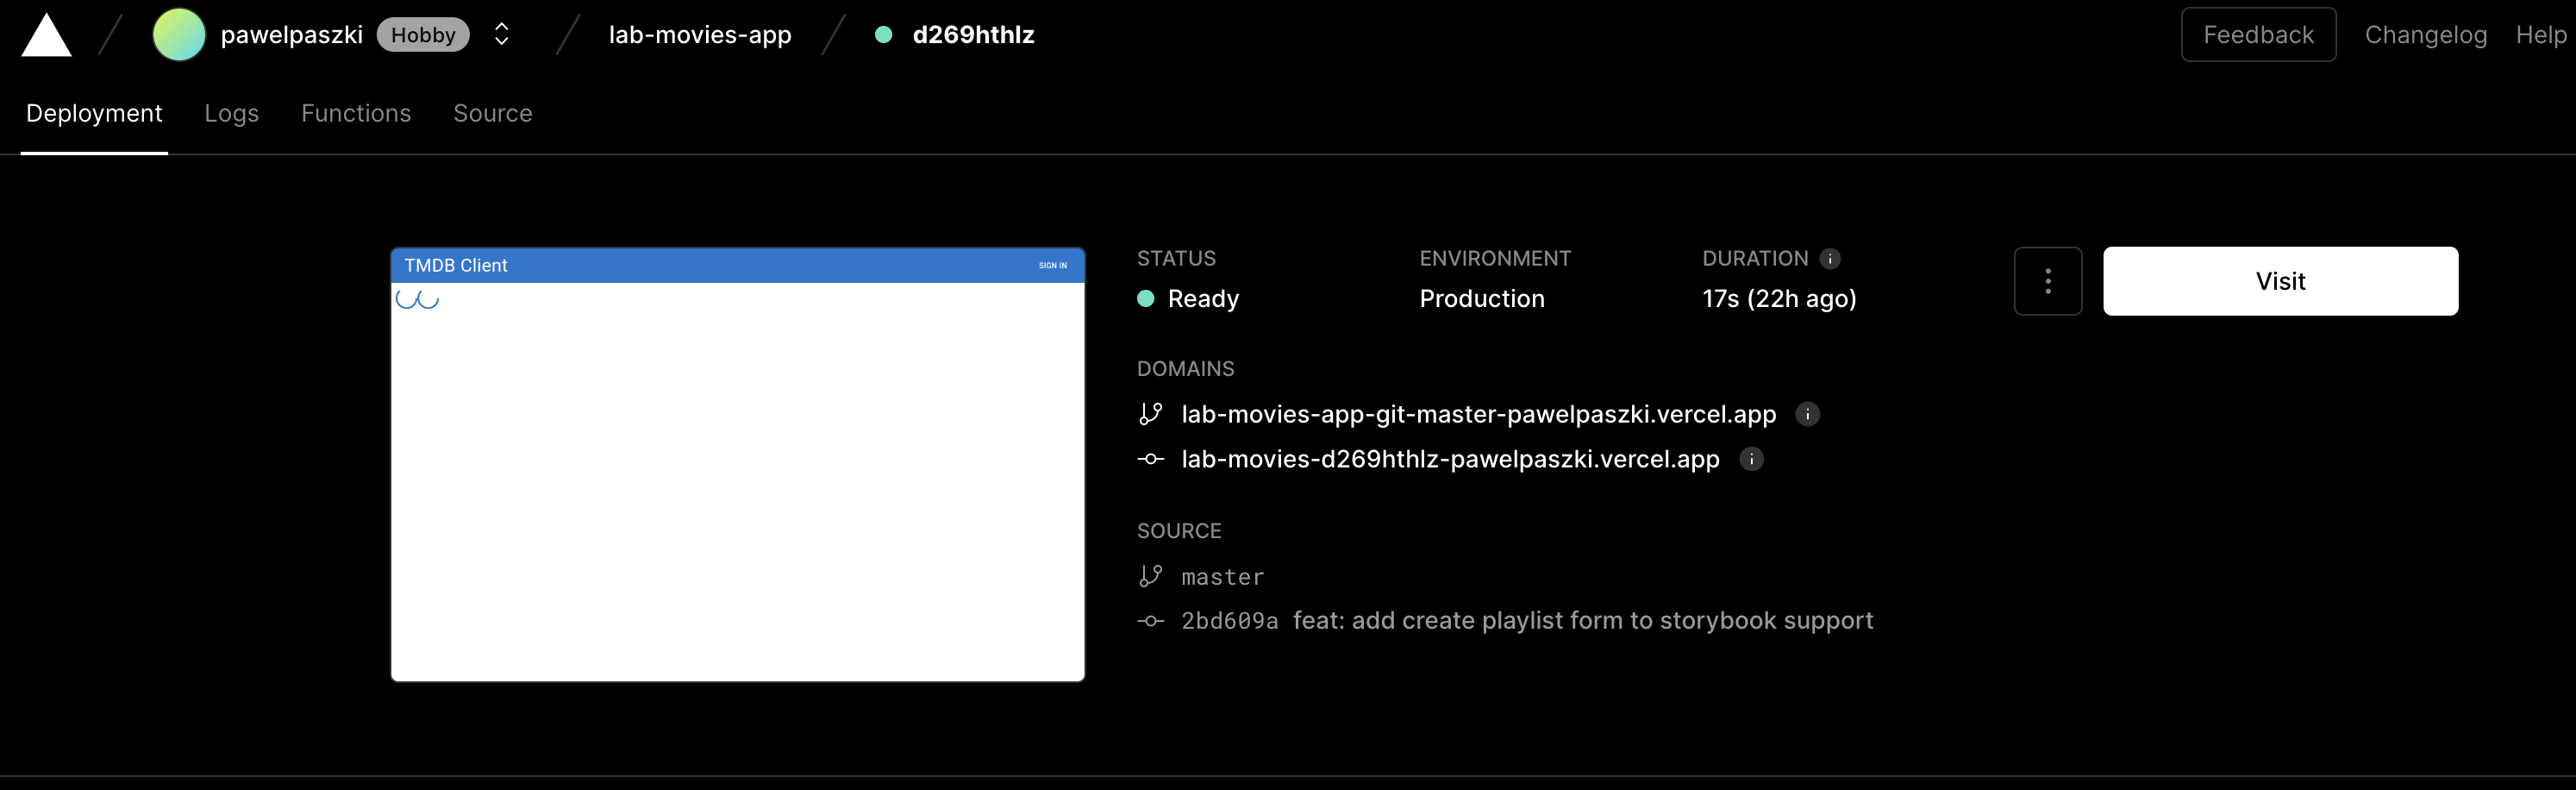 pawelpaszki Hobby lab-movies-app d269hthlz Feedback Changelog Help
Deployment Logs Functions Source
TMDB Client SIGN IN
STATUS ENVIRONMENT DURATION
Ready Production 17s (22h ago)
Visit
DOMAINS
lab-movies-app-git-master-pawelpaszki.vercel.app
lab-movies-d269hthlz-pawelpaszki.vercel.app
SOURCE
master
2bd609a feat: add create playlist form to storybook support